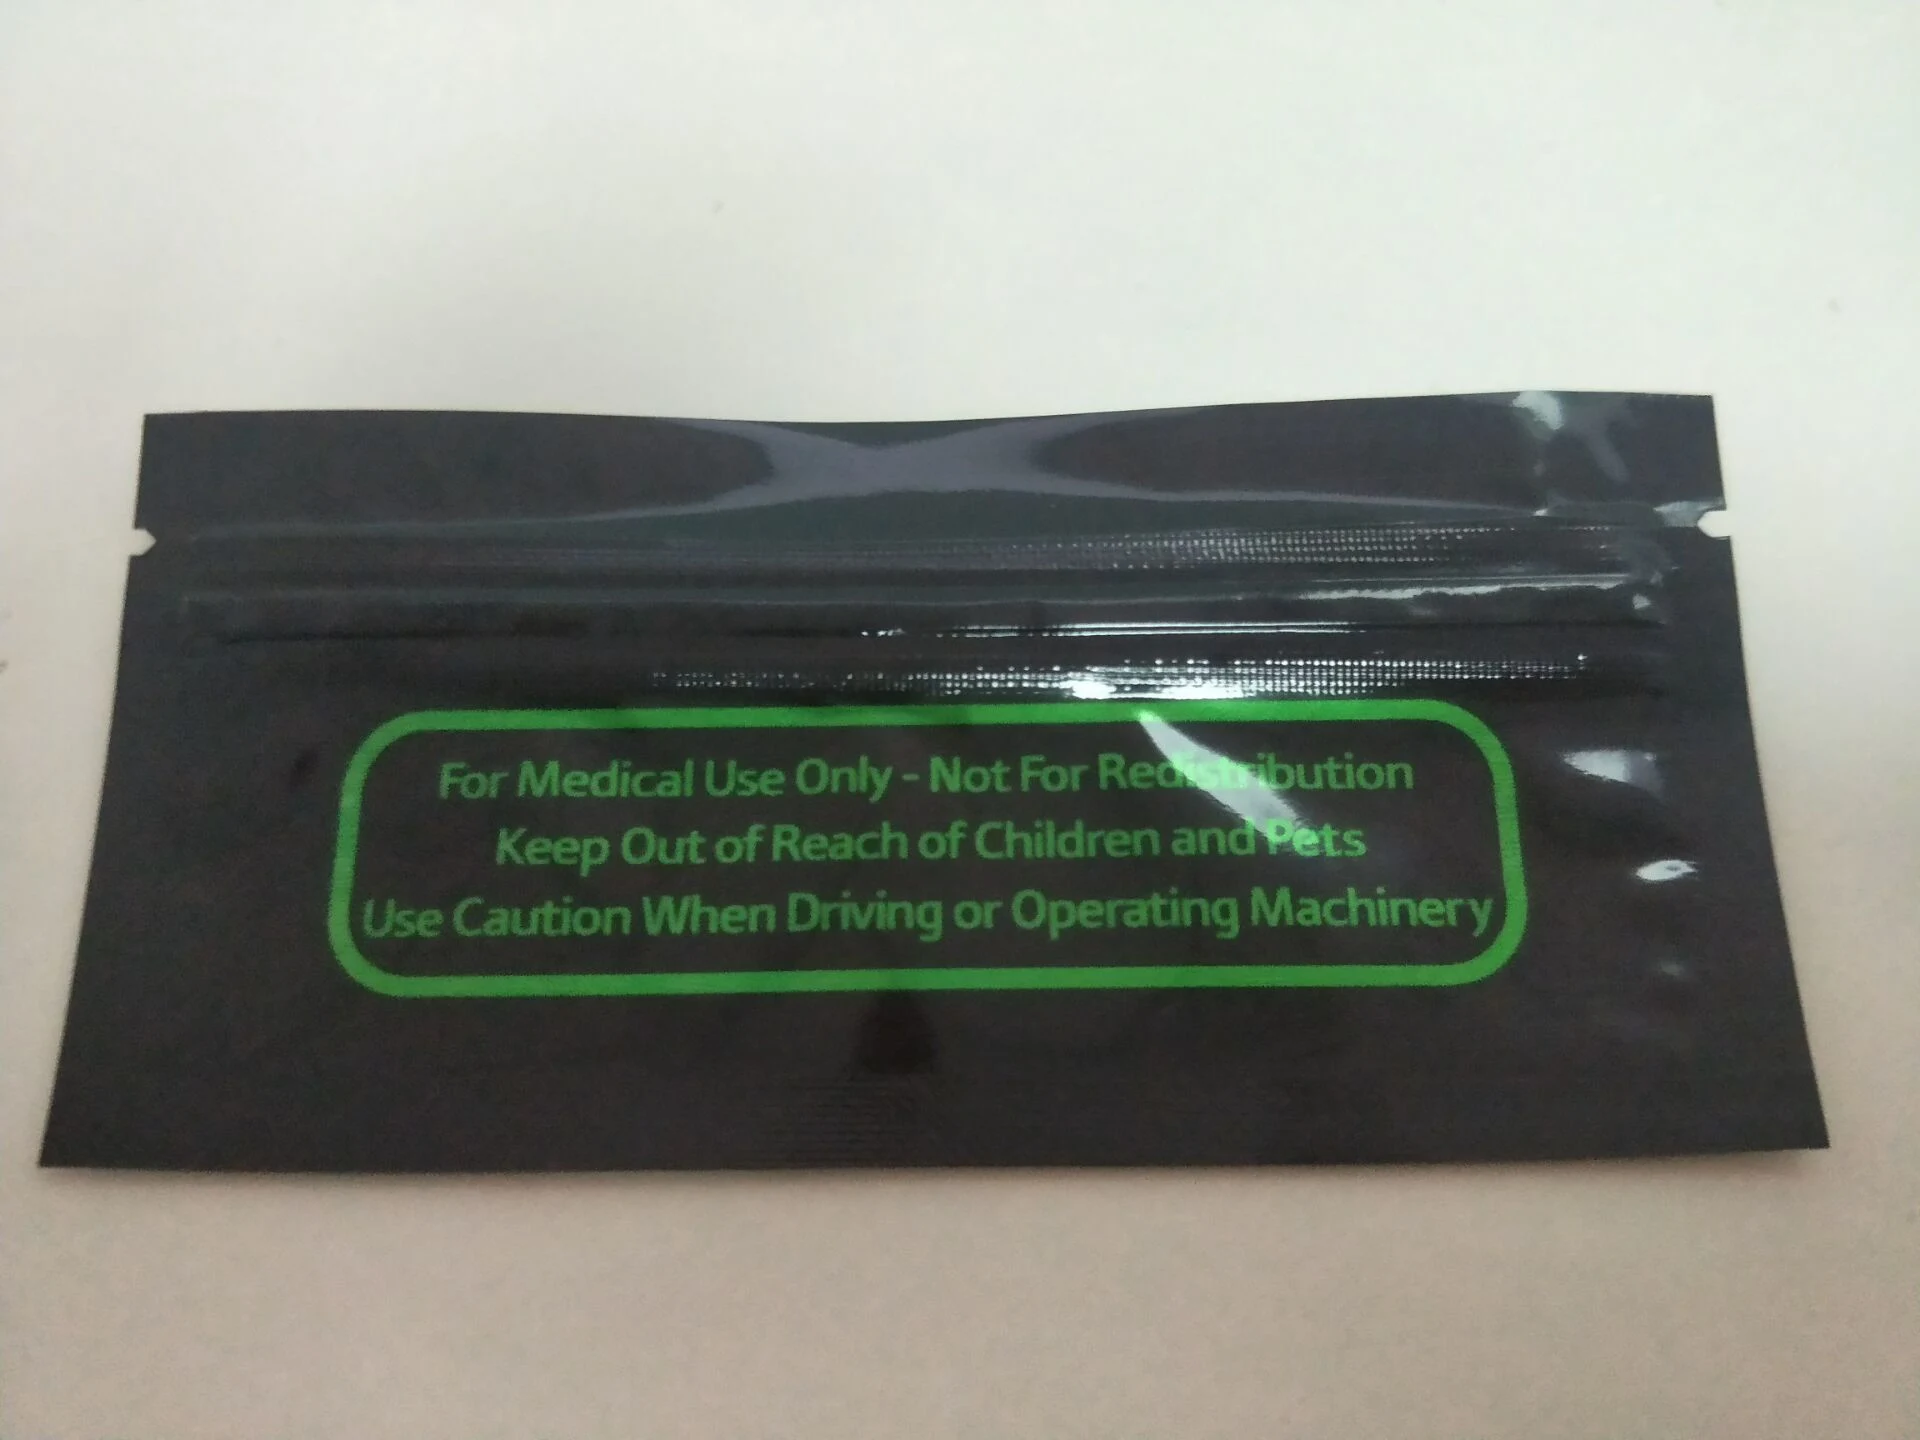 For Medical Use Only - Not For Redistribution
Keep Out of Reach of Children and Pets
Use Caution When Driving or Operating Machinery